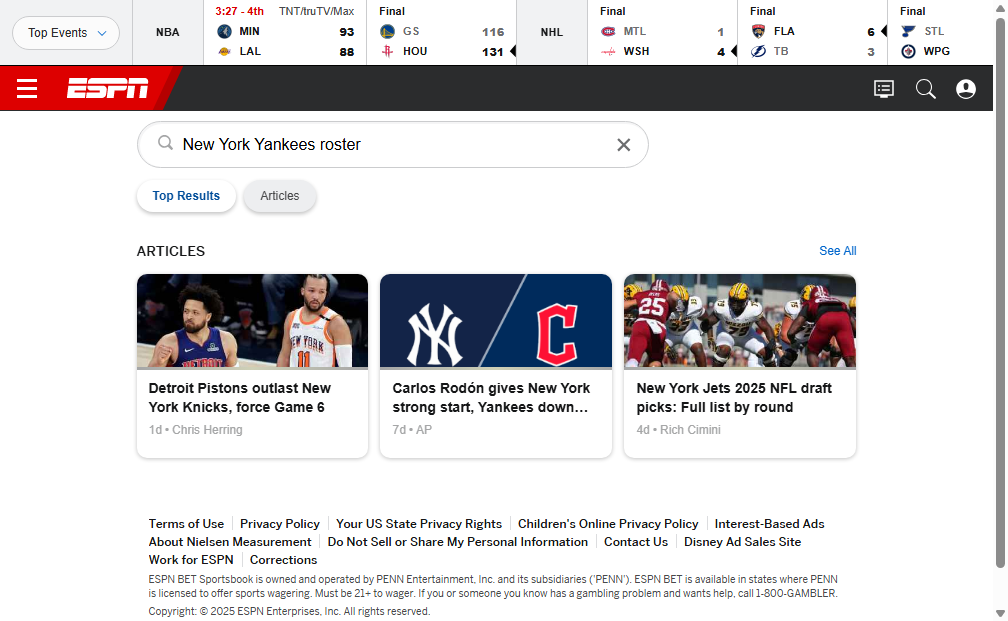 Top Events
NBA
3:27 - 4th TNT/truTV/Max
MIN 93
LAL 88
Final
GS 116
HOU 131
NHL
Final
MTL 1
WSH 4
Final
FLA 6
TB 3
Final
STL
WPG
ESPN
New York Yankees roster
Top Results
Articles
ARTICLES
See All
25
NEW YORK
11
DETROIT
Detroit Pistons outlast New
York Knicks, force Game 6
1d • Chris Herring
Carlos Rodón gives New York
strong start, Yankees down…
7d • AP
New York Jets 2025 NFL draft
picks: Full list by round
4d • Rich Cimini
Terms of Use
Privacy Policy
Your US State Privacy Rights
Children's Online Privacy Policy
Interest-Based Ads
About Nielsen Measurement
Do Not Sell or Share My Personal Information
Contact Us
Disney Ad Sales Site
Work for ESPN
Corrections
ESPN BET Sportsbook is owned and operated by PENN Entertainment, Inc. and its subsidiaries ('PENN'). ESPN BET is available in states where PENN
is licensed to offer sports wagering. Must be 21+ to wager. If you or someone you know has a gambling problem and wants help, call 1-800-GAMBLER.
Copyright: © 2025 ESPN Enterprises, Inc. All rights reserved.